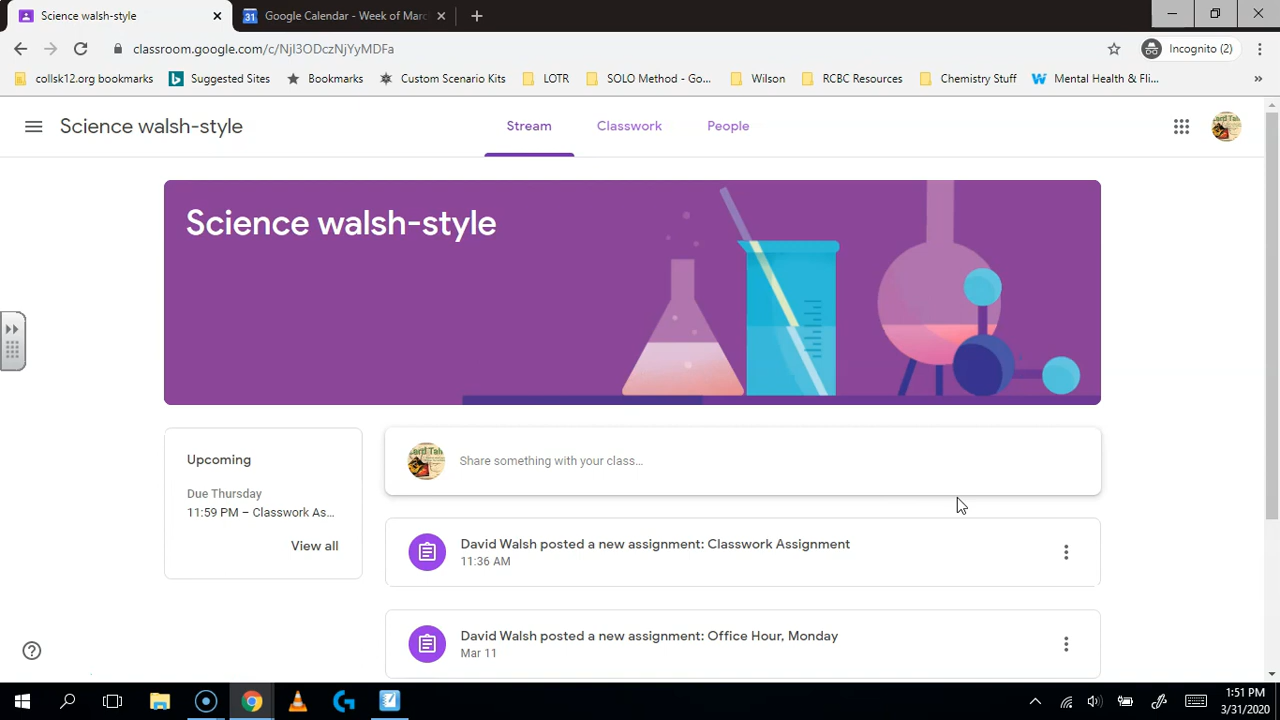 Science walsh-style
Google Calendar - Week of Marc
classroom.google.com/c/NjI3ODczNjYyMDFa
Incognito (2)
collsk12.org bookmarks
Suggested Sites
Bookmarks
Custom Scenario Kits
LOTR
SOLO Method - Go...
Wilson
RCBC Resources
Chemistry Stuff
Mental Health & Fli...
Science walsh-style
Stream
Classwork
People
Science walsh-style
Upcoming
Due Thursday
11:59 PM – Classwork As...
View all
Share something with your class...
David Walsh posted a new assignment: Classwork Assignment
11:36 AM
David Walsh posted a new assignment: Office Hour, Monday
Mar 11
1:51 PM
3/31/2020